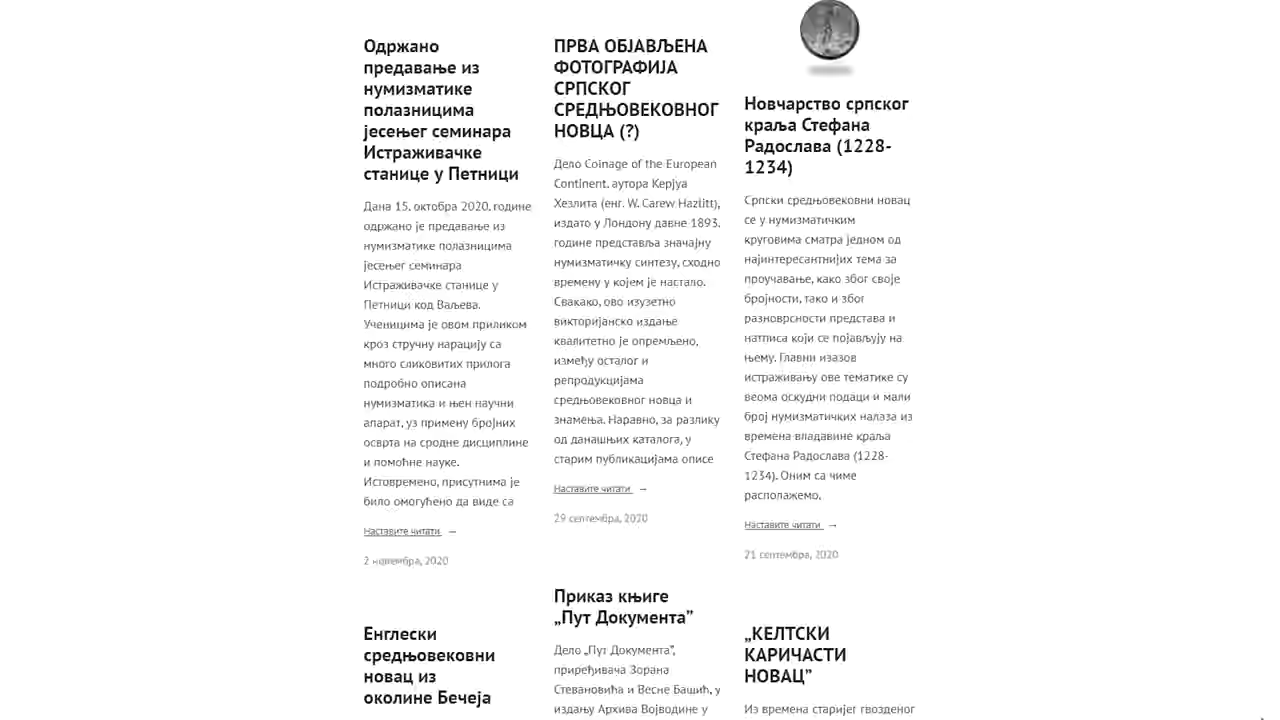 Одржано
предавање из
нумизматике
полазницима
јесењег семинара
Истраживачке
станице у Петници
Дана 15. октобра 2020. године
одржано је предавање из
нумизматике полазницима
јесењег семинара
Истраживачке станице у
Петници код Ваљева.
Ученицима је овом приликом
кроз стручну нарацију са
много сликовитих прилога
подробно описана
нумизматика и њен научни
апарат, уз примену бројних
осврта на сродне дисциплине
и помоћне науке.
Истовремено, присутнима је
било омогућено да виде са
Наставите читати →
2 новембра, 2020
Енглески
средњовековни
новац из
околине Бечеја
ПРВА ОБЈАВЉЕНА
ФОТОГРАФИЈА
СРПСКОГ
СРЕДЊОВЕКОВНОГ
НОВЦА (?)
Дело Coinage of the European
Continent. аутора Керјуа
Хезлита (енг. W. Carew Hazlitt),
издато у Лондону давне 1893.
године представља значајну
нумизматичку синтезу, сходно
времену у којем је настало.
Свакако, ово изузетно
викторијанско издање
квалитетно је опремљено,
између осталог и
репродукцијама
средњовековног новца и
знамења. Наравно, за разлику
од данашњих каталога, у
старим публикацијама описе
Наставите читати →
29 септембра, 2020
Приказ књиге
„Пут Документа”
Дело „Пут Документа”,
приређивача Зорана
Стевановића и Весне Башић, у
издању Архива Војводине у
Новчарство српског
краља Стефана
Радослава (1228-
1234)
Српски средњовековни новац
се у нумизматичким
круговима сматра једном од
најинтересантнијих тема за
проучавање, како због своје
бројности, тако и због
разноврсности представа и
натписа који се појављују на
њему. Главни изазов
истраживању ове тематике су
веома оскудни подаци и мали
број нумизматичких налаза из
времена владавине краља
Стефана Радослава (1228-
1234). Оним са чиме
располажемо,
Наставите читати →
21 септембра, 2020
„КЕЛТСКИ
КАРИЧАСТИ
НОВАЦ”
Из времена старијег гвозденог